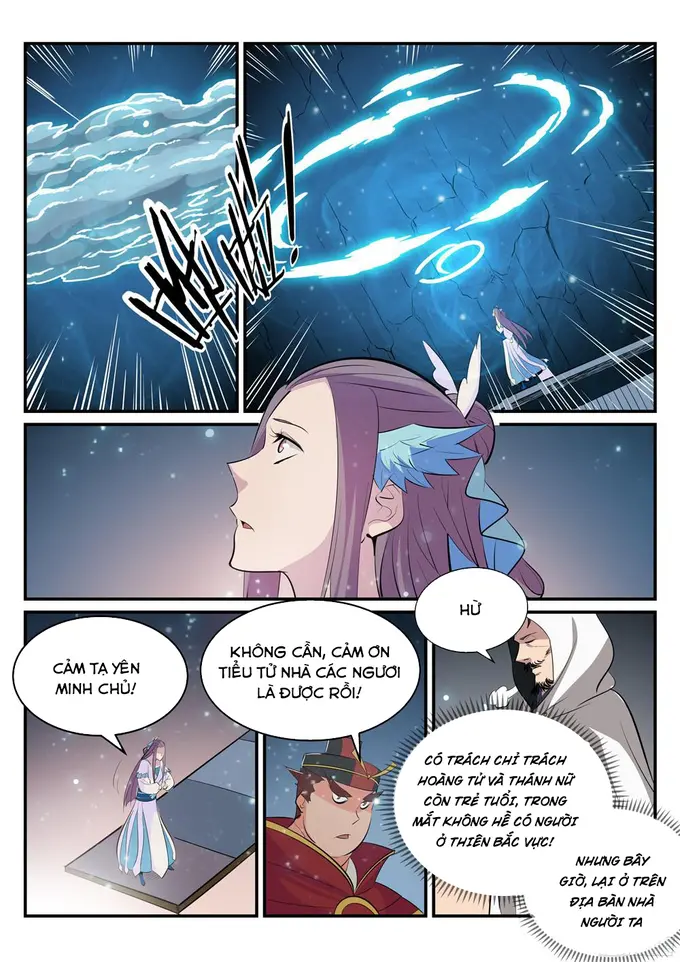 CẢM TẠ YÊN
MINH CHỦ!
KHÔNG CẦN, CẢM ƠN
TIỂU TỬ NHÀ CÁC NGƯƠI
LÀ ĐƯỢC RỒI!
HỪ
CÓ TRÁCH CHỈ TRÁCH
HOÀNG TỬ VÀ THÁNH NỮ
CÒN TRẺ TUỔI, TRONG
MẮT KHÔNG HỀ CÓ NGƯỜI
Ở THIÊN BẮC VỰC!
NHƯNG BÂY
GIỜ, LẠI Ở TRÊN
ĐỊA BÀN NHÀ
NGƯỜI TA